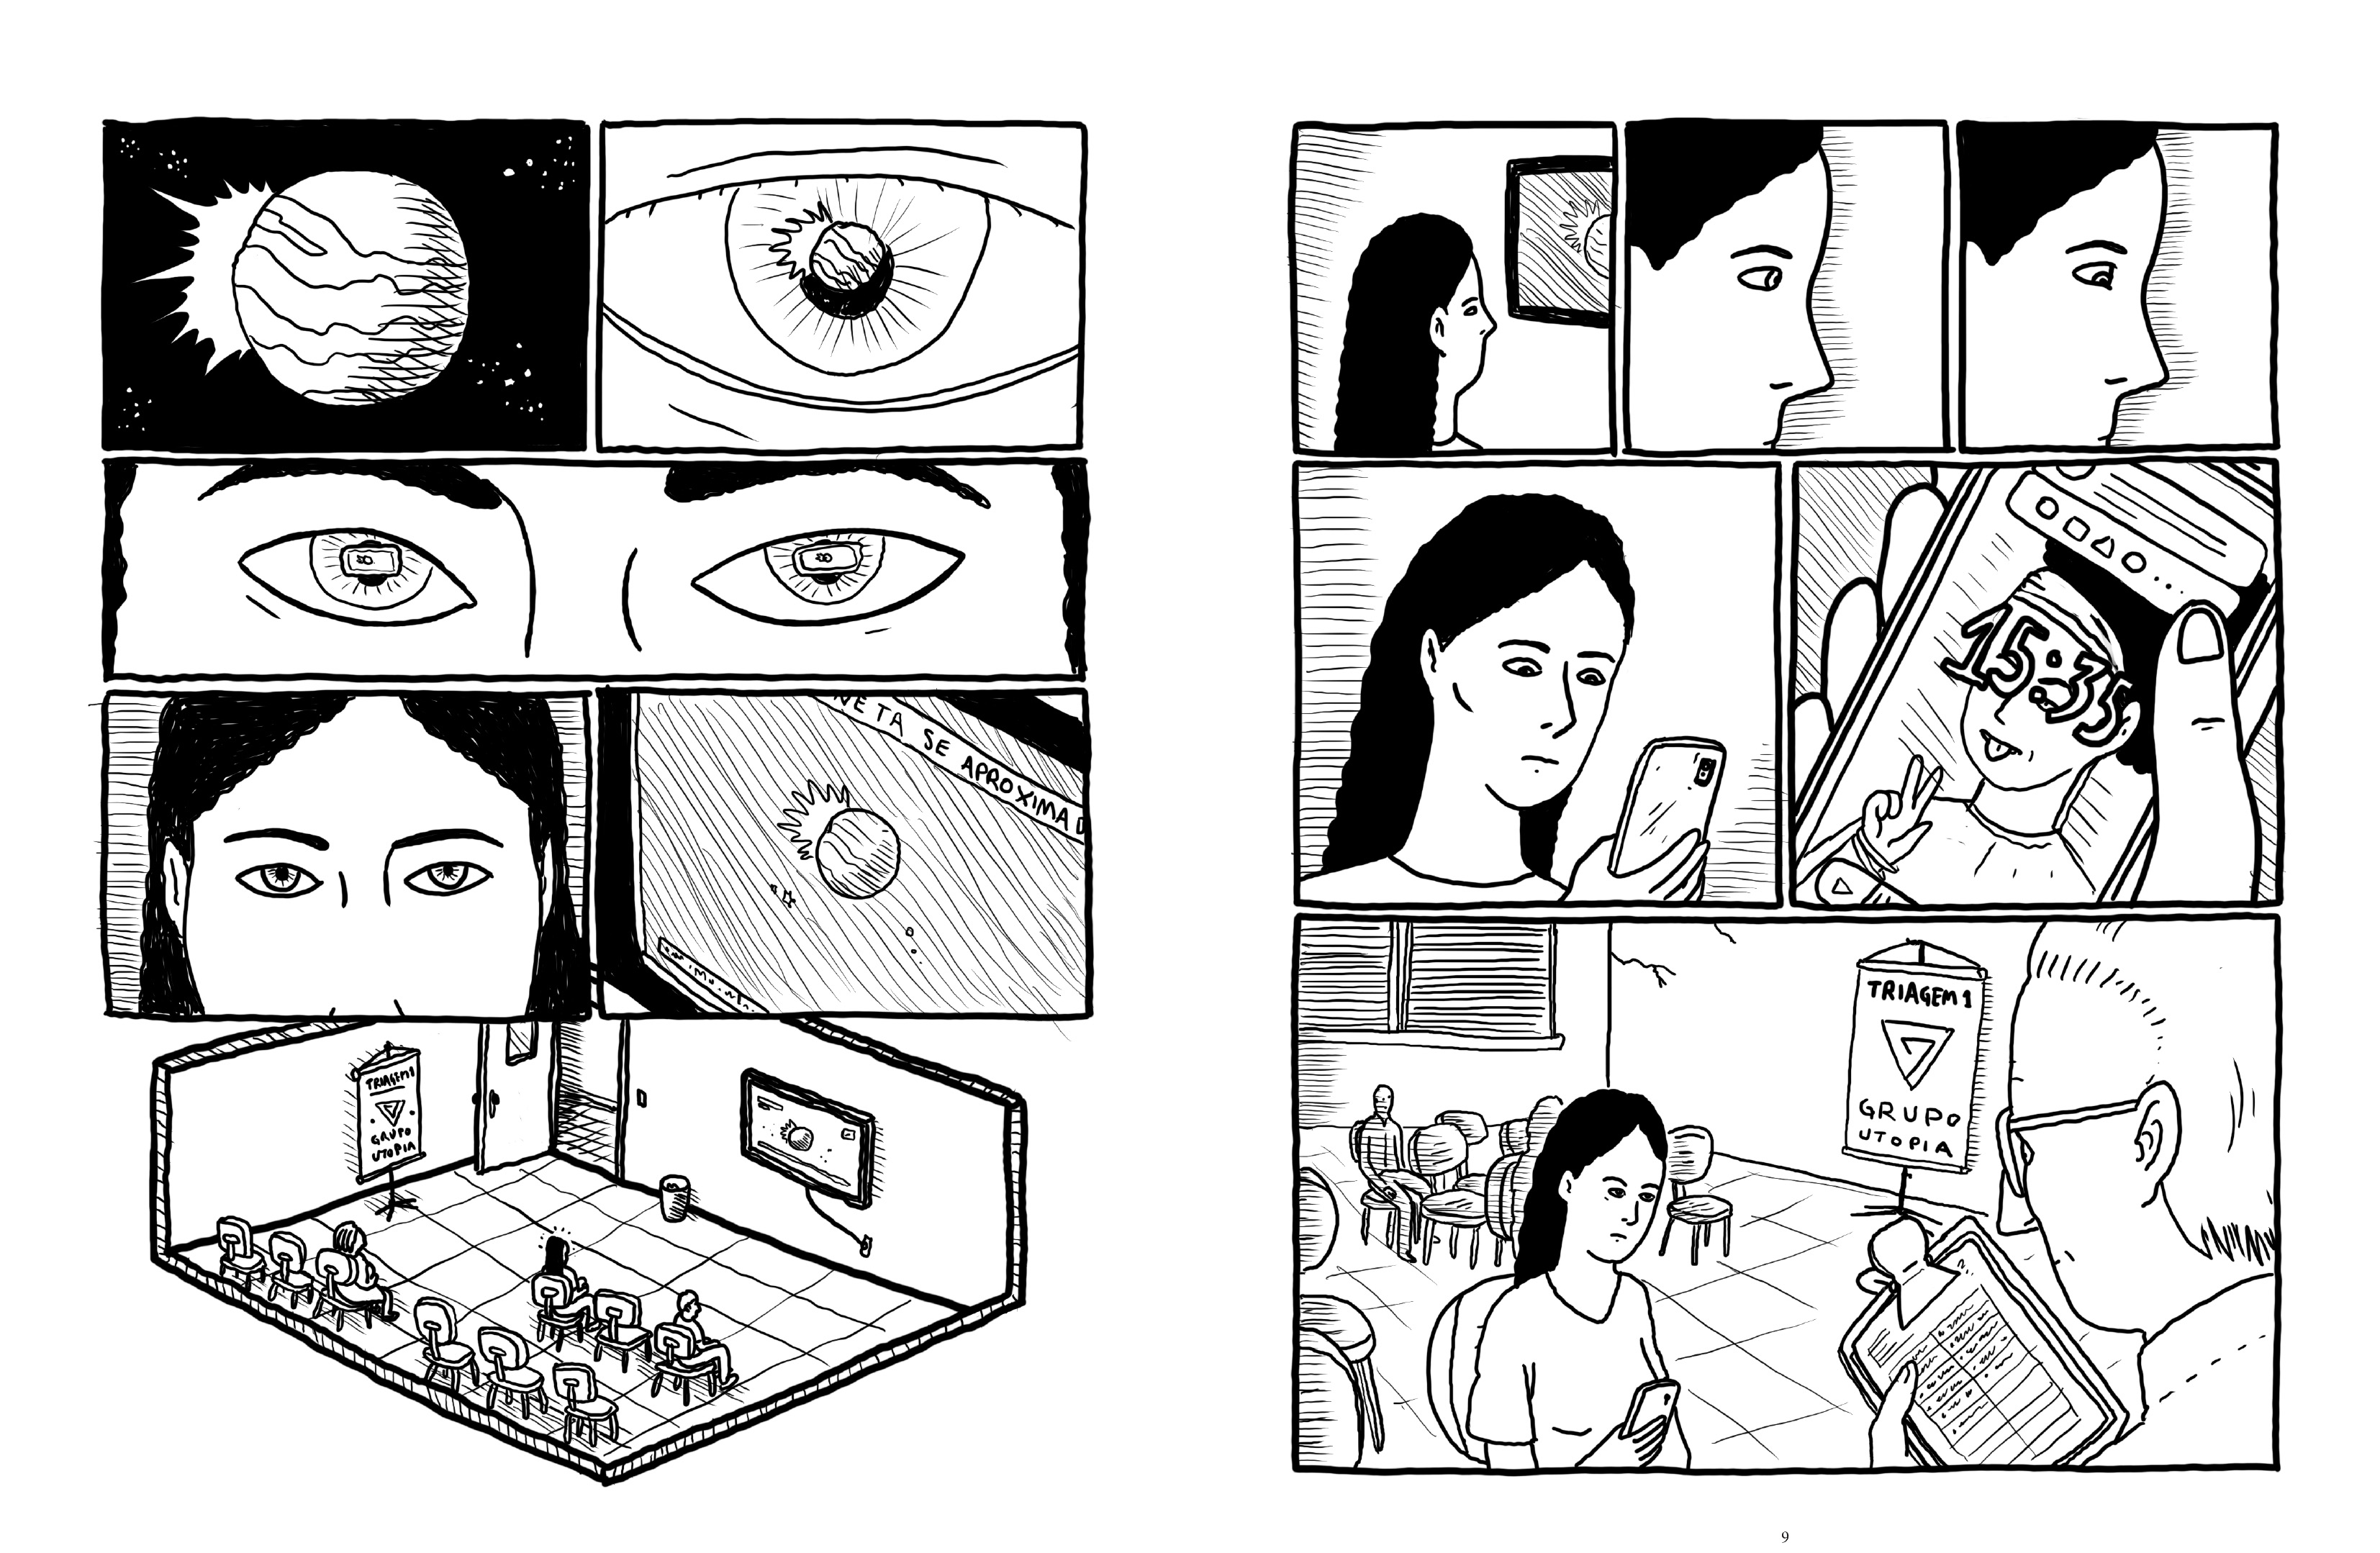 NETA SE APROXIMA D
TRIAGEM 1
GRUPO
UTOPIA
15:35
TRIAGEM 1
GRUPO
UTOPIA
9